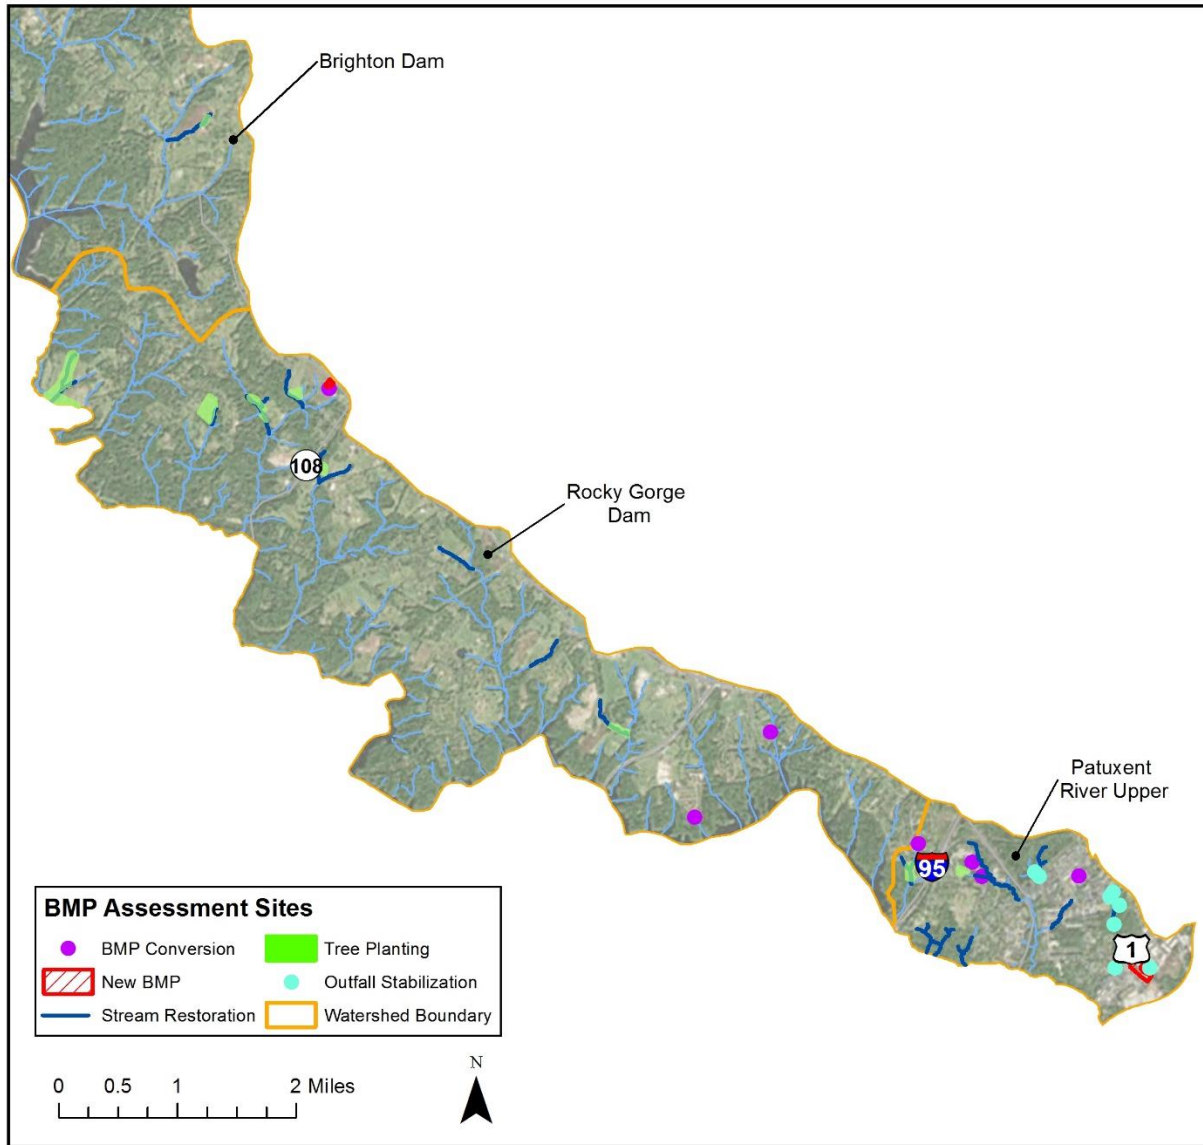 Brighton Dam
108
Rocky Gorge
Dam
Patuxent
River Upper
95
1
BMP Assessment Sites
BMP Conversion
Tree Planting
New BMP
Outfall Stabilization
Stream Restoration
Watershed Boundary
N
0 0.5 1 2 Miles